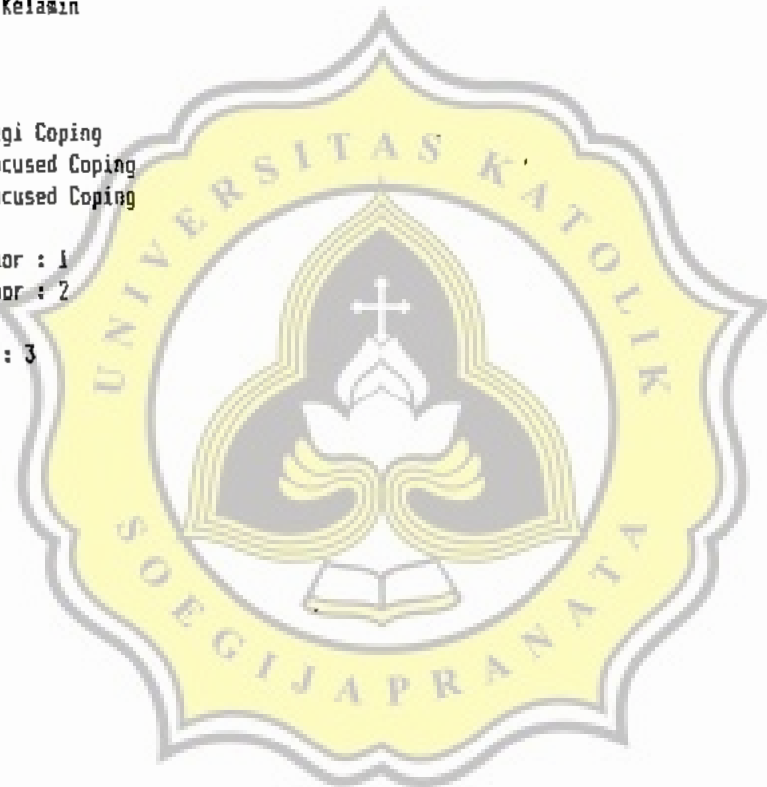 Kelamin
gi Coping
cused Coping
cused Coping
or : 1
or : 2
: 3
UNIVERSITAS KATOLIK
SOEGIJAPRANATA